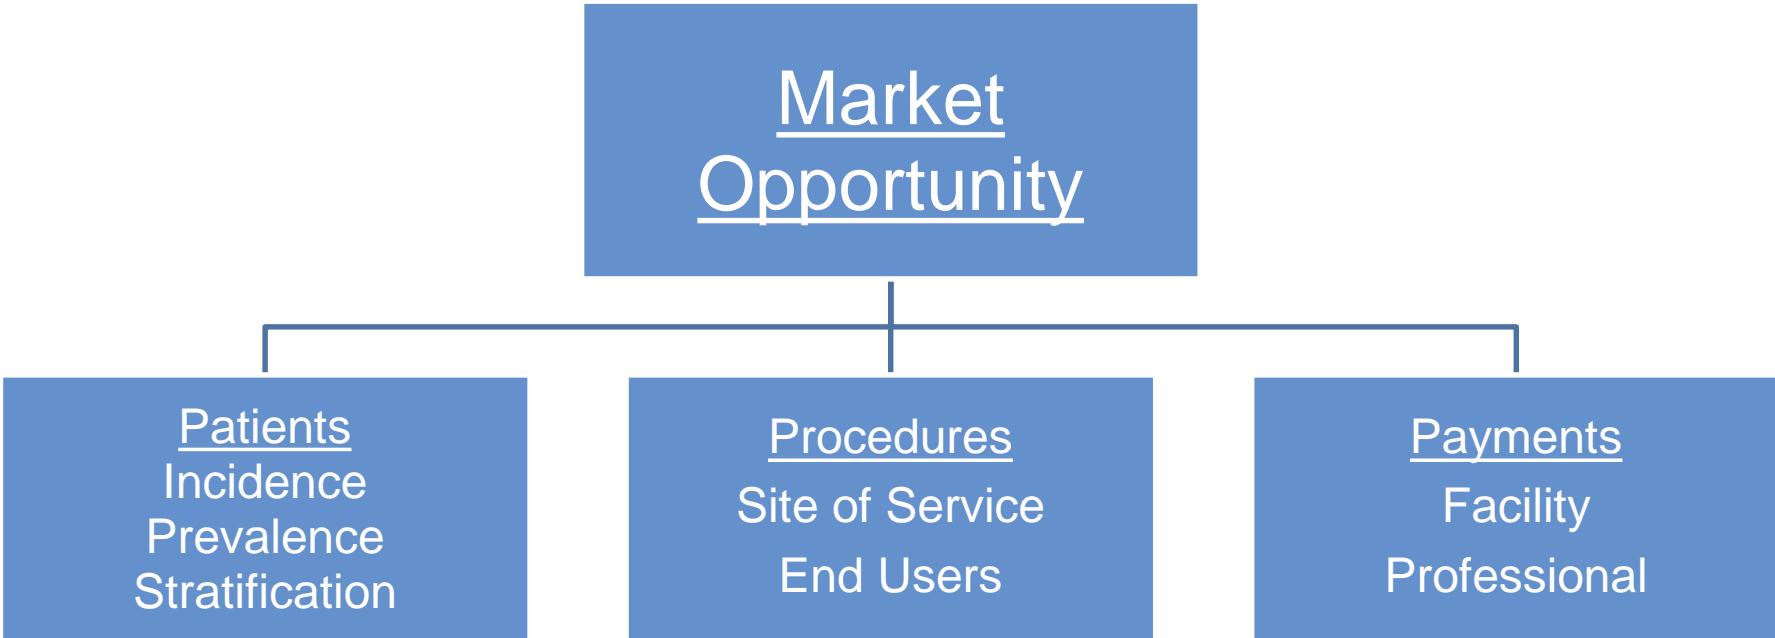 Market
Opportunity
Patients
Incidence
Prevalence
Stratification
Procedures
Site of Service
End Users
Payments
Facility
Professional